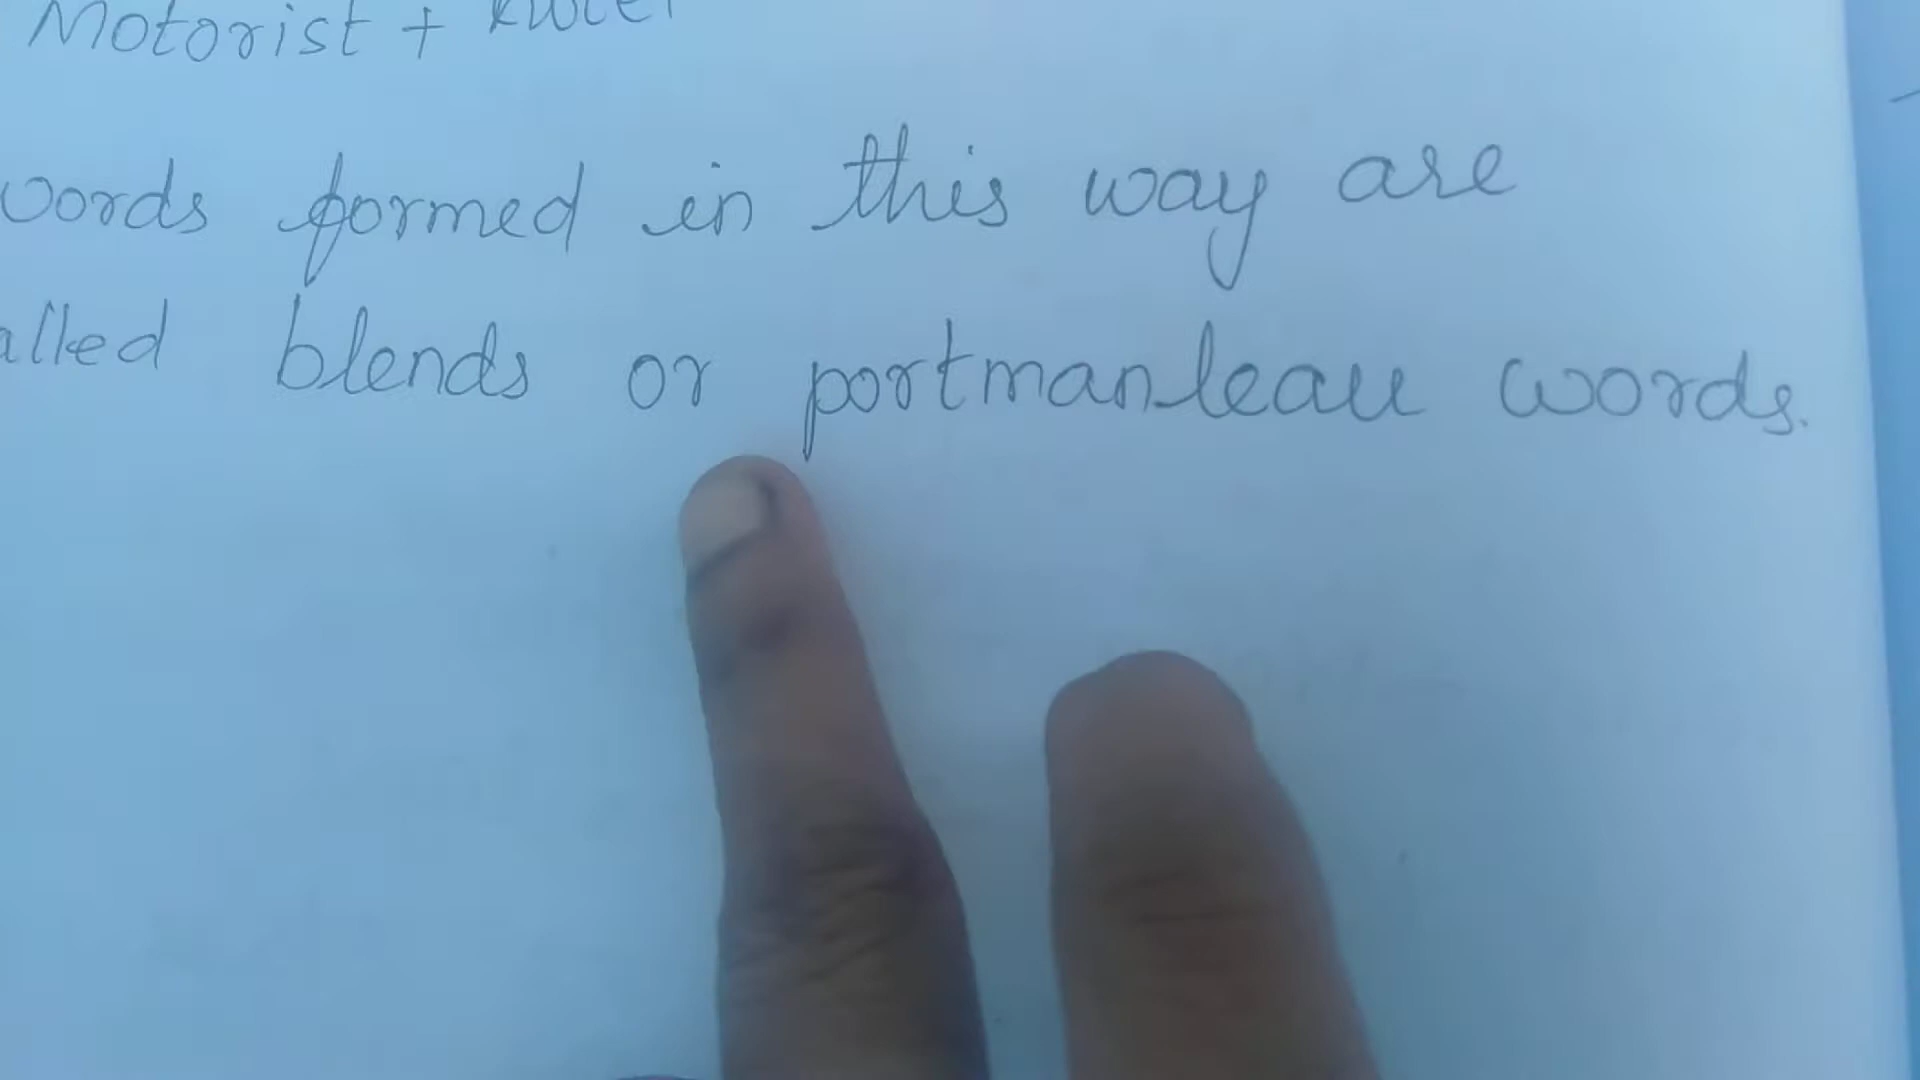 Motorist +
words formed in this way are
alled blends or portmanteau words.